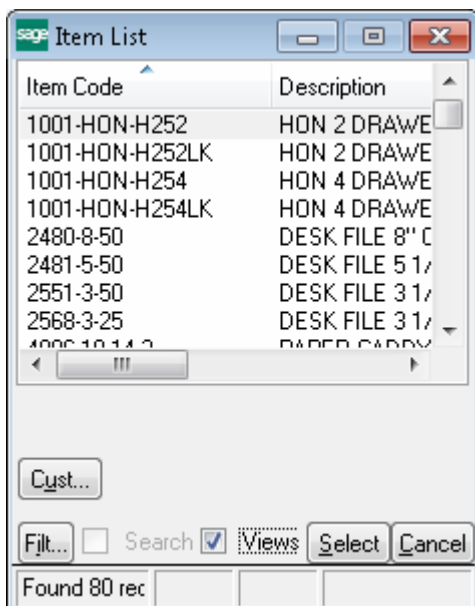 sage Item List
Item Code Description
1001-HON-H252 HON 2 DRAWE
1001-HON-H252LK HON 2 DRAWE
1001-HON-H254 HON 4 DRAWE
1001-HON-H254LK HON 4 DRAWE
2480-8-50 DESK FILE 8"
2481-5-50 DESK FILE 5 1/
2551-3-50 DESK FILE 3 1/
2568-3-25 DESK FILE 3 1/
PAPER CADDY
Cust...
Filt... Search Views Select Cancel
Found 80 rec